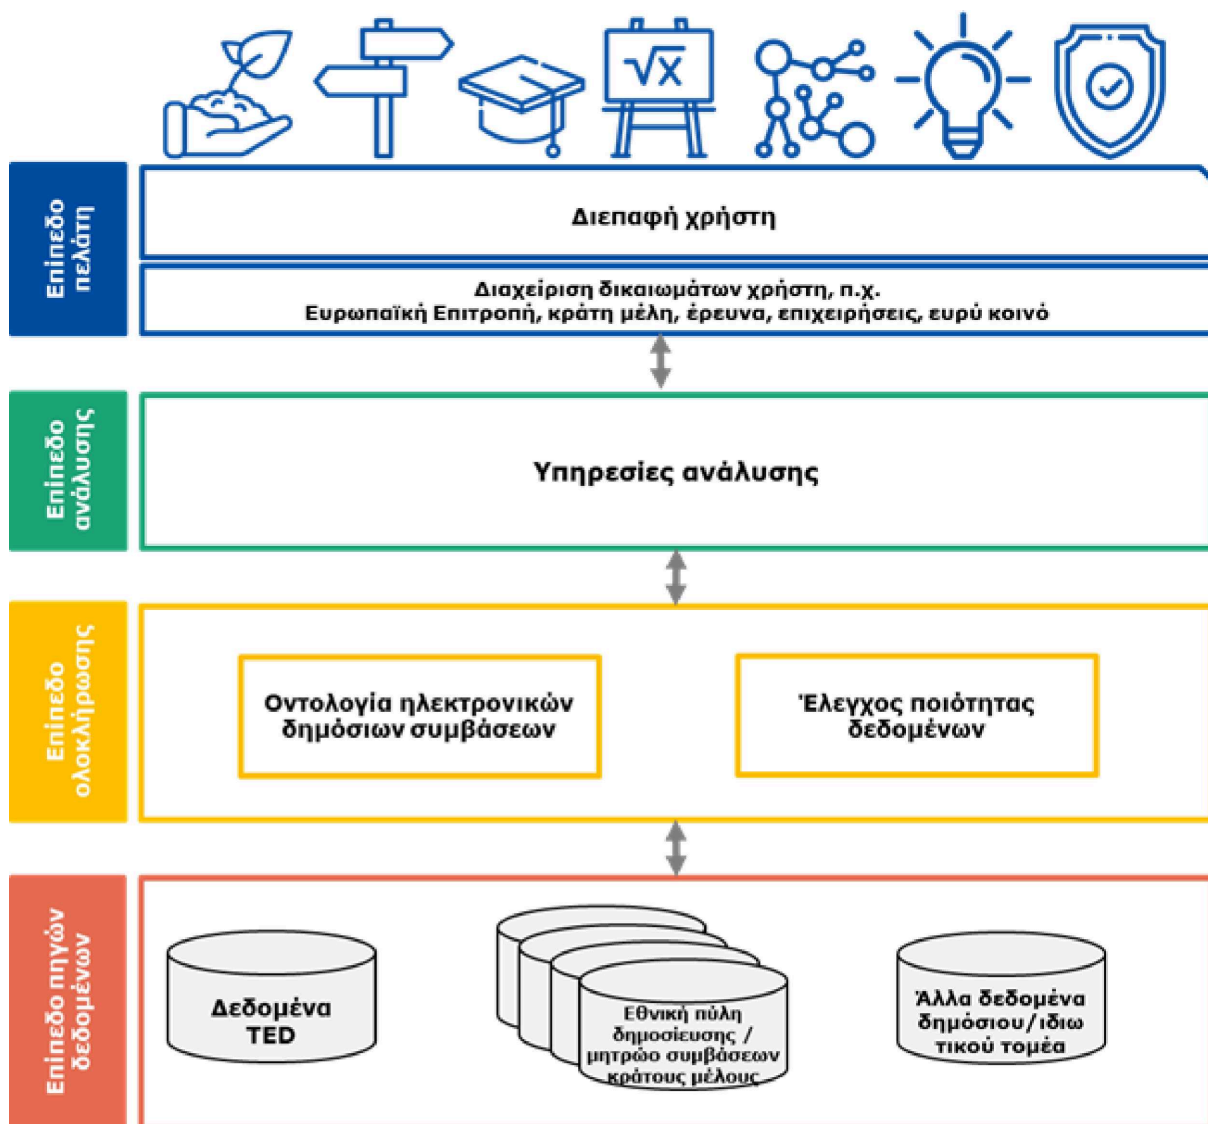 √x
Επίπεδο
πελάτη
Διεπαφή χρήστη
Διαχείριση δικαιωμάτων χρήστη, π.χ.
Ευρωπαϊκή Επιτροπή, κράτη μέλη, έρευνα, επιχειρήσεις, ευρύ κοινό
Επίπεδο
ανάλυσης
Υπηρεσίες ανάλυσης
Επίπεδο
ολοκλήρωσης
Οντολογία ηλεκτρονικών
δημόσιων συμβάσεων
Έλεγχος ποιότητας
δεδομένων
Επίπεδο πηγών
δεδομένων
Δεδομένα
TED
Εθνική πύλη
δημοσίευσης /
μητρώο συμβάσεων
κράτους μέλους
Άλλα δεδομένα
δημόσιου/ιδιω
τικού τομέα